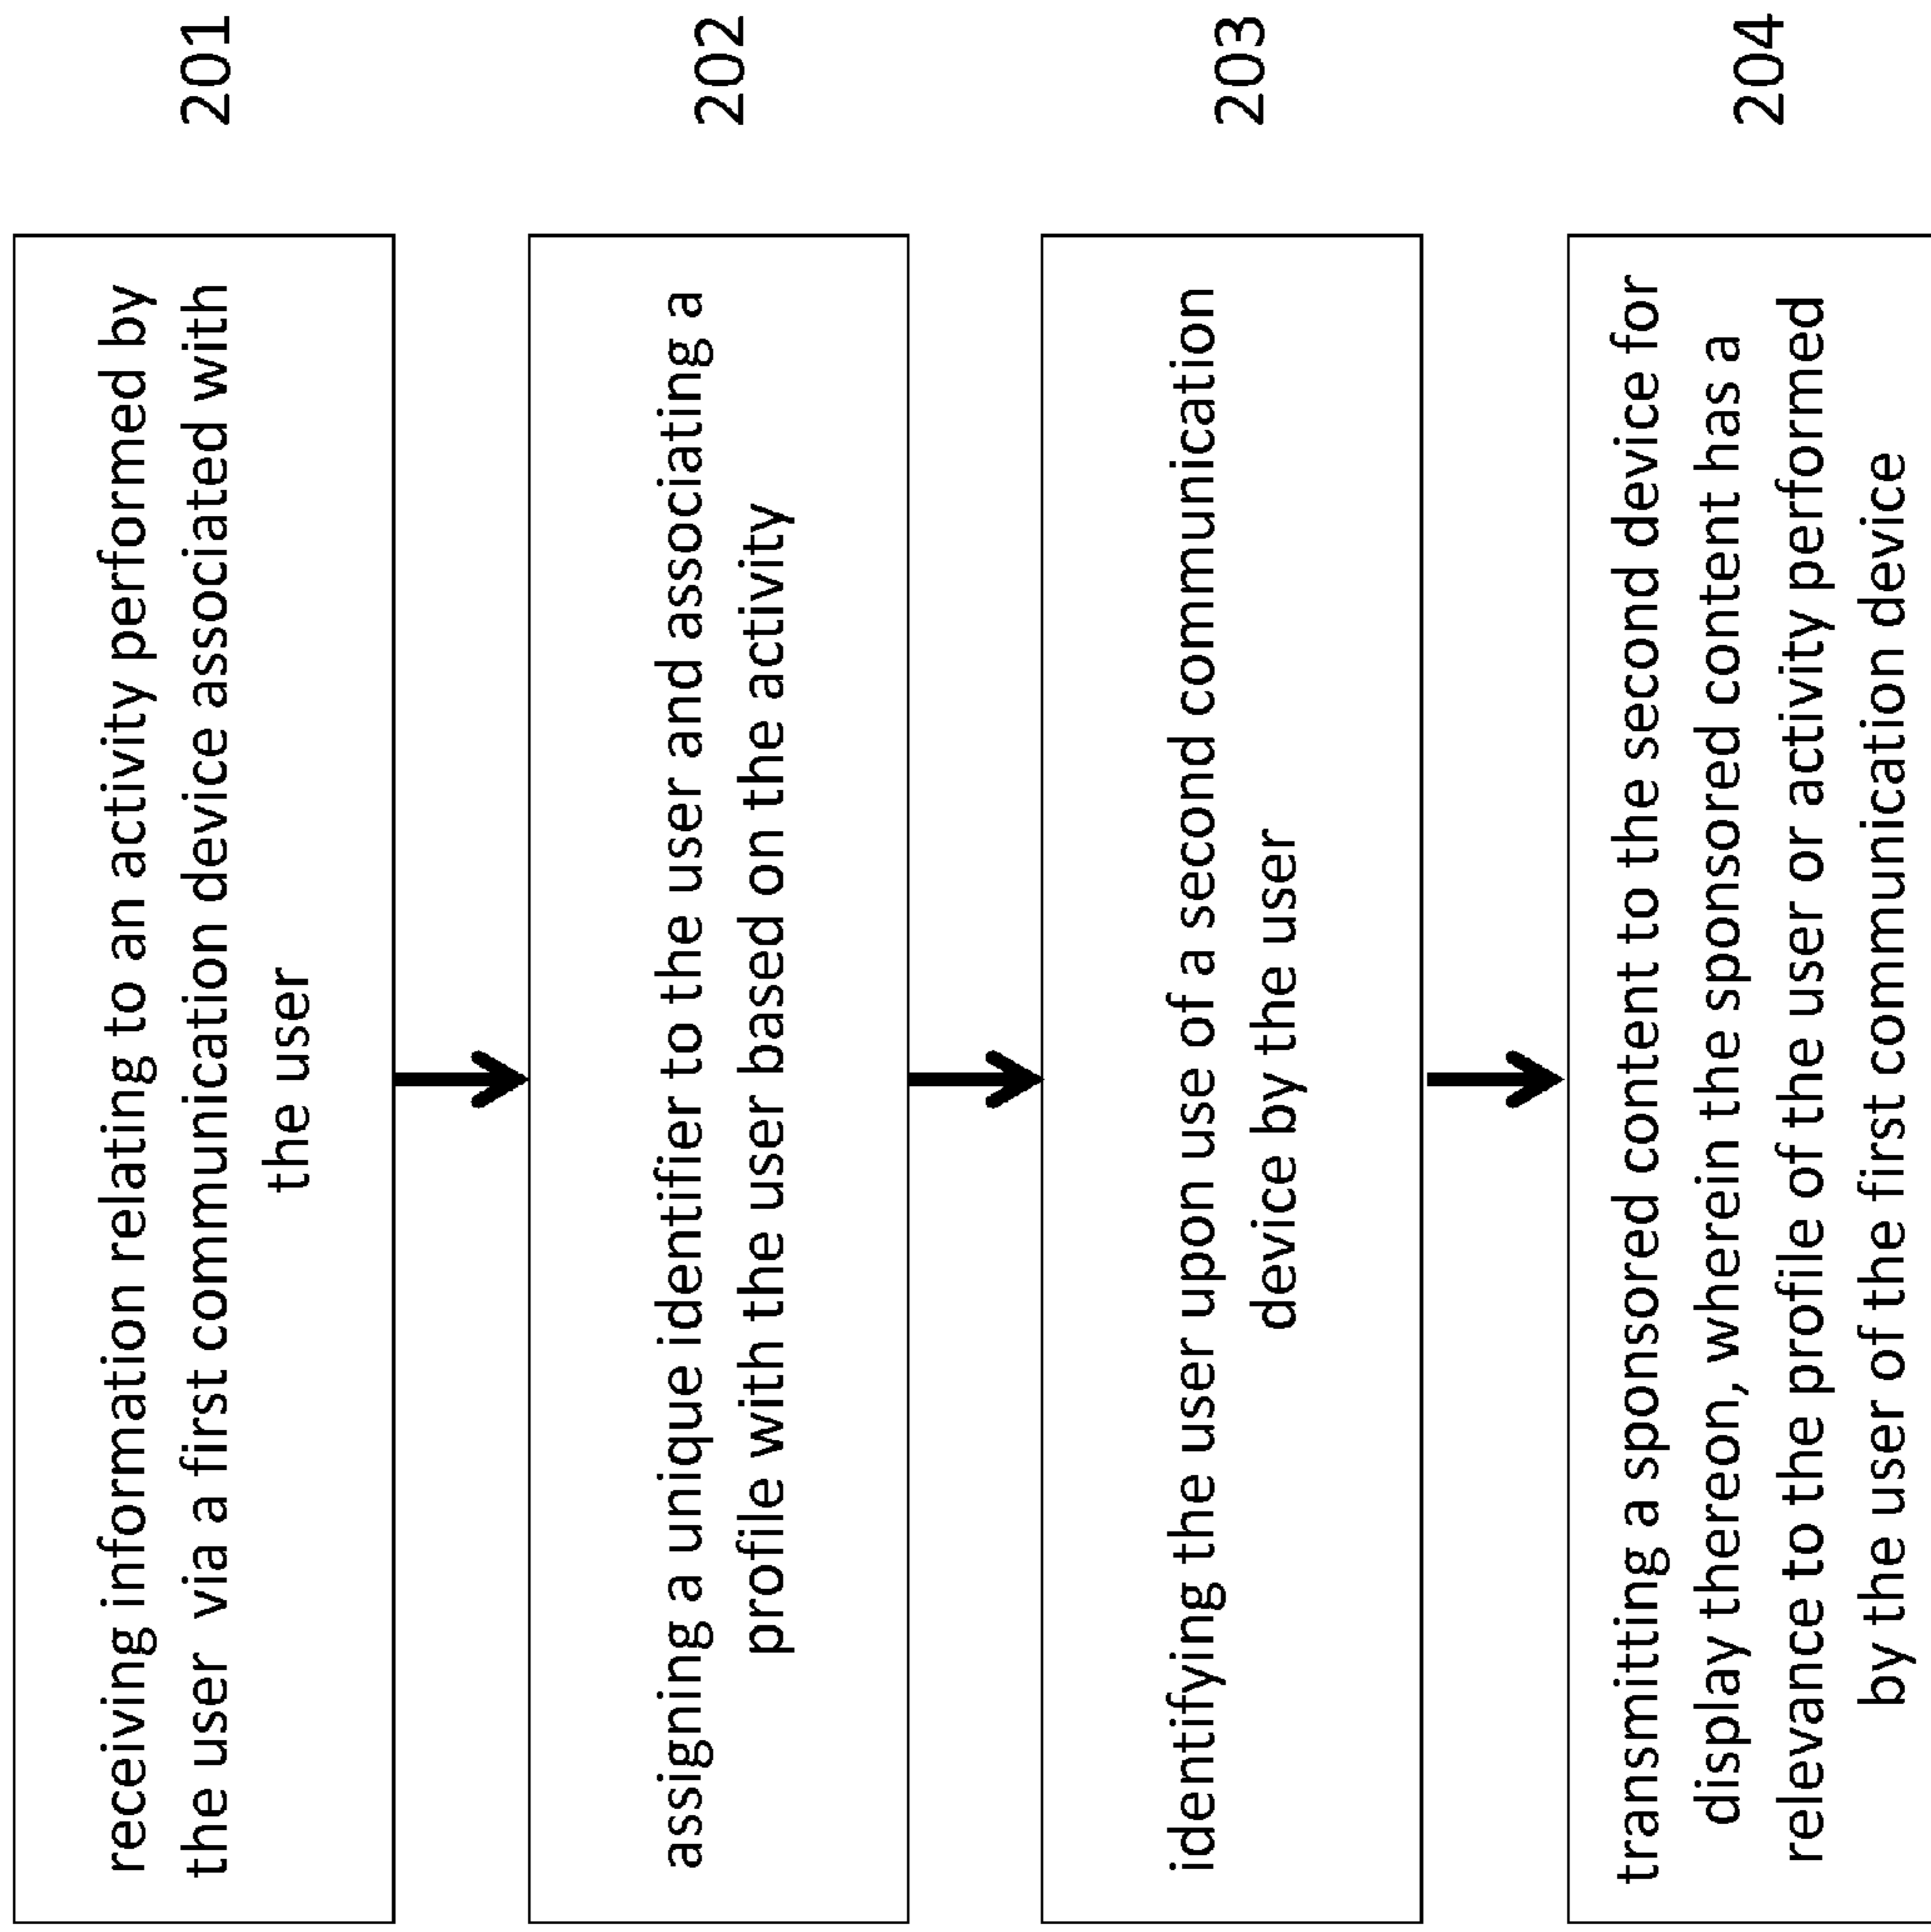 receiving information relating to an activity performed by
the user via a first communication device associated with
the user
201
assigning a unique identifier to the user and associating a
profile with the user based on the activity
202
identifying the user upon use of a second communication
device by the user
203
transmitting a sponsored content to the second device for
display thereon, wherein the sponsored content has a
relevance to the profile of the user or activity performed
by the user of the first communication device
204